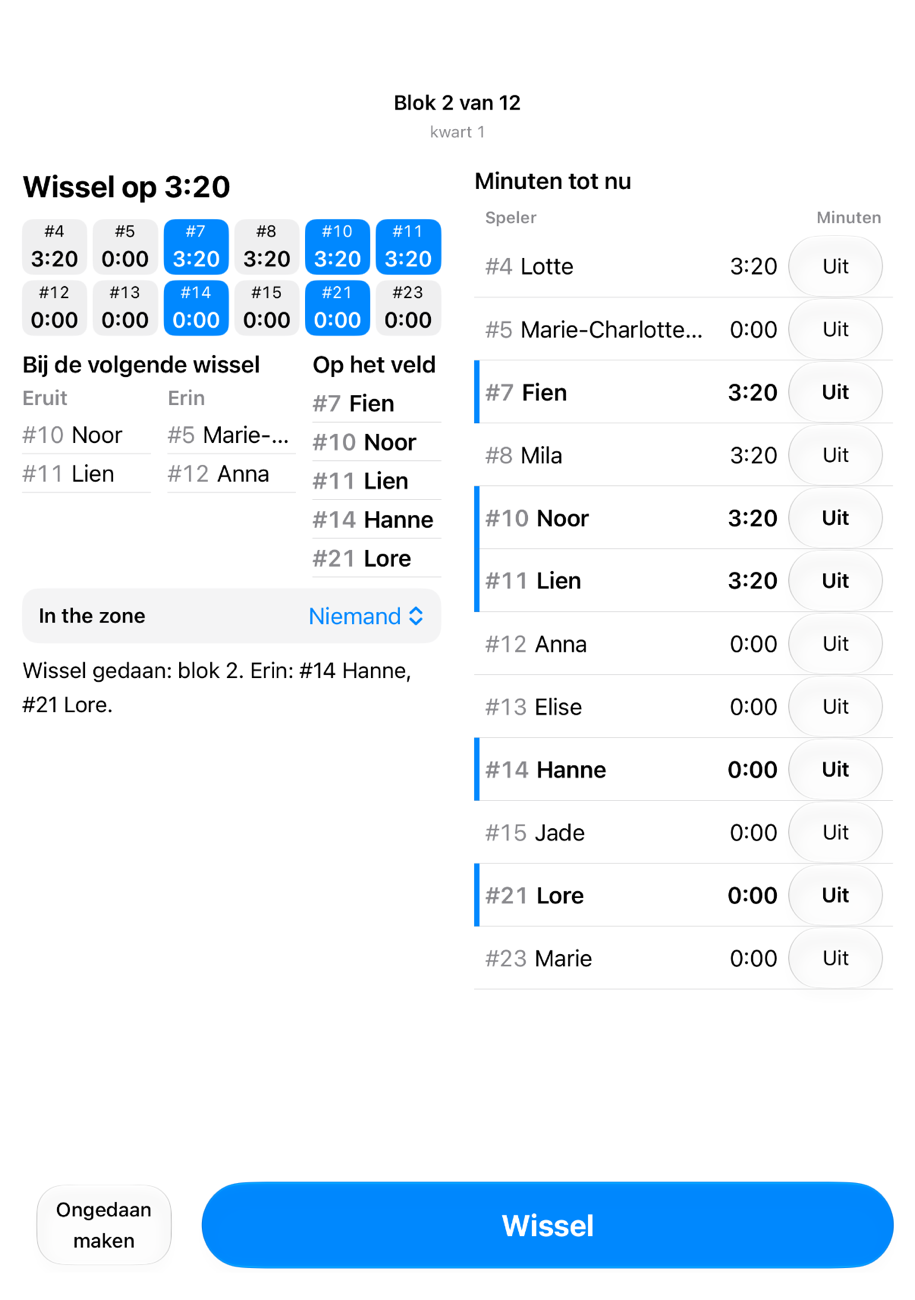 Blok 2 van 12
kwart 1
Wissel op 3:20
#4 #5 #7 #8 #10 #11
3:20 0:00 3:20 3:20 3:20 3:20
#12 #13 #14 #15 #21 #23
0:00 0:00 0:00 0:00 0:00 0:00
Bij de volgende wissel
Eruit Erin
#10 Noor #5 Marie-...
#11 Lien #12 Anna
Op het veld
#7 Fien
#10 Noor
#11 Lien
#14 Hanne
#21 Lore
In the zone Niemand
Wissel gedaan: blok 2. Erin: #14 Hanne,
#21 Lore.
Minuten tot nu
Speler Minuten
#4 Lotte 3:20 Uit
#5 Marie-Charlotte... 0:00 Uit
#7 Fien 3:20 Uit
#8 Mila 3:20 Uit
#10 Noor 3:20 Uit
#11 Lien 3:20 Uit
#12 Anna 0:00 Uit
#13 Elise 0:00 Uit
#14 Hanne 0:00 Uit
#15 Jade 0:00 Uit
#21 Lore 0:00 Uit
#23 Marie 0:00 Uit
Ongedaan
maken
Wissel